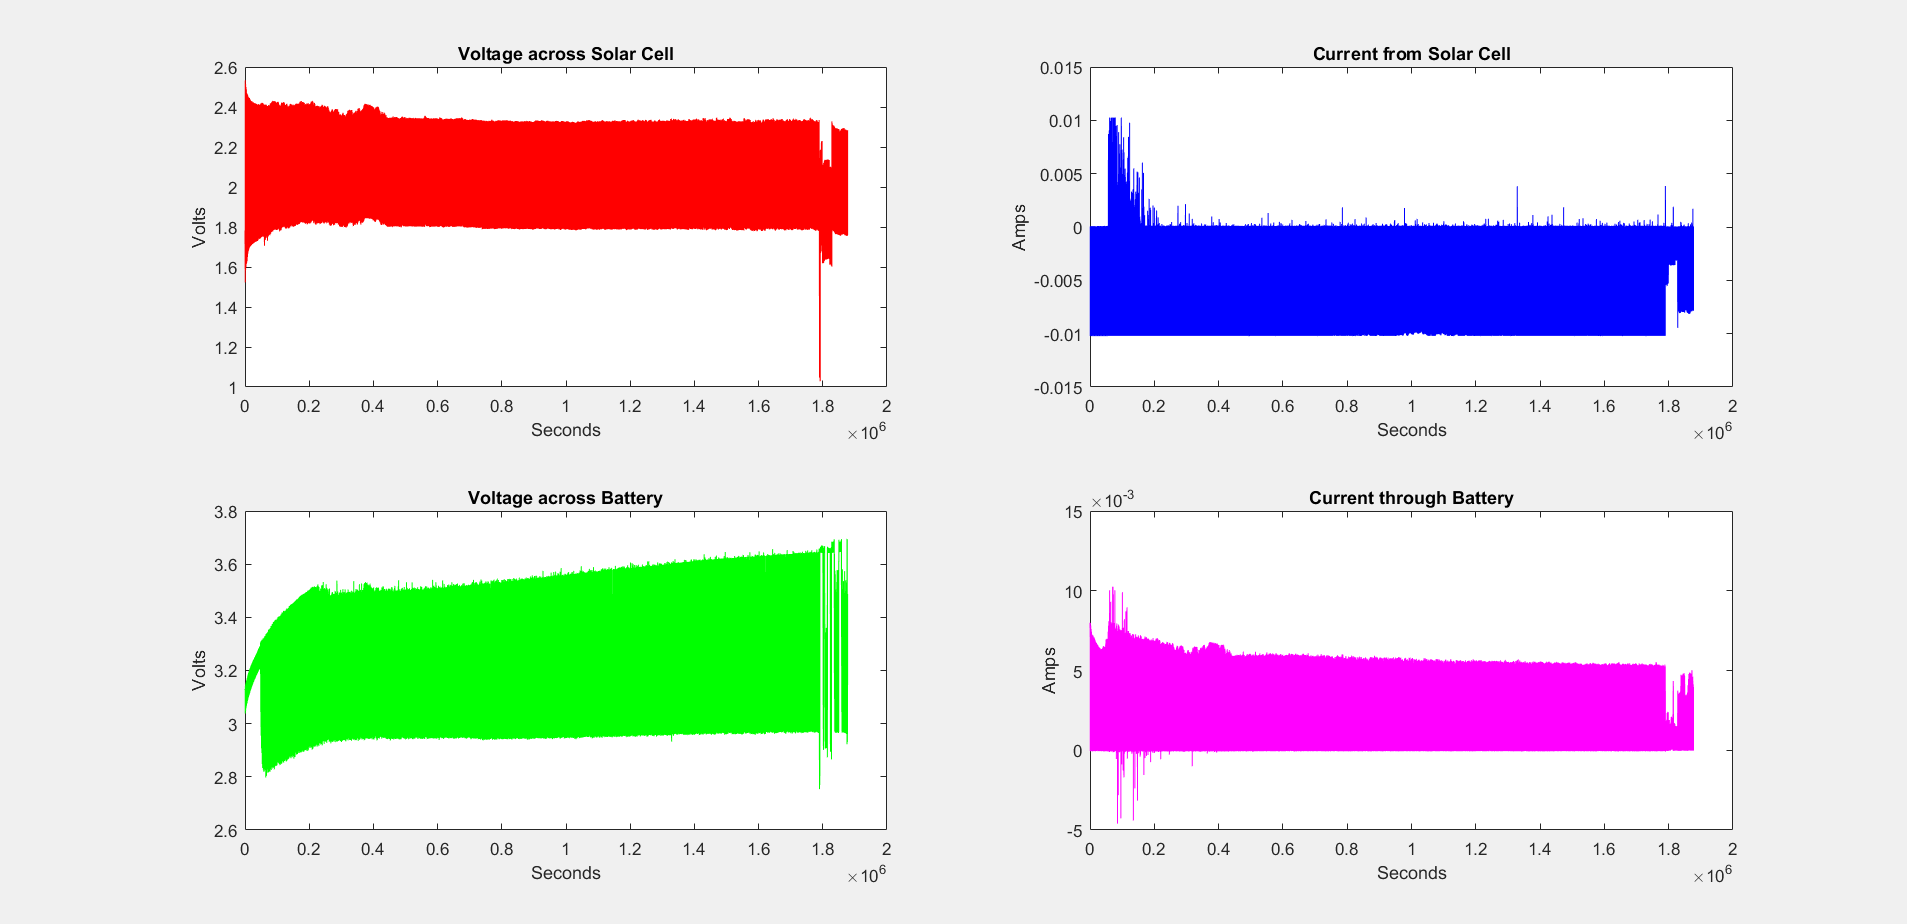 Voltage across Solar Cell
2.6
2.4
2.2
2
1.8
1.6
1.4
1.2
1
Volts
0 0.2 0.4 0.6 0.8 1 1.2 1.4 1.6 1.8 2
Seconds
×10^6
Current from Solar Cell
0.015
0.01
0.005
0
-0.005
-0.01
-0.015
Amps
0 0.2 0.4 0.6 0.8 1 1.2 1.4 1.6 1.8 2
Seconds
×10^6
Voltage across Battery
3.8
3.6
3.4
3.2
3
2.8
2.6
Volts
0 0.2 0.4 0.6 0.8 1 1.2 1.4 1.6 1.8 2
Seconds
×10^6
Current through Battery
×10^-3
15
10
5
0
-5
Amps
0 0.2 0.4 0.6 0.8 1 1.2 1.4 1.6 1.8 2
Seconds
×10^6